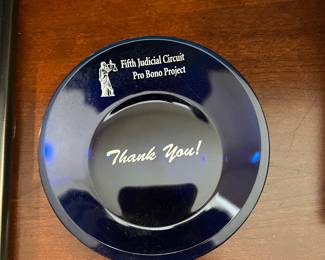 Fifth Judicial Circuit
Pro Bono Project
Thank You!